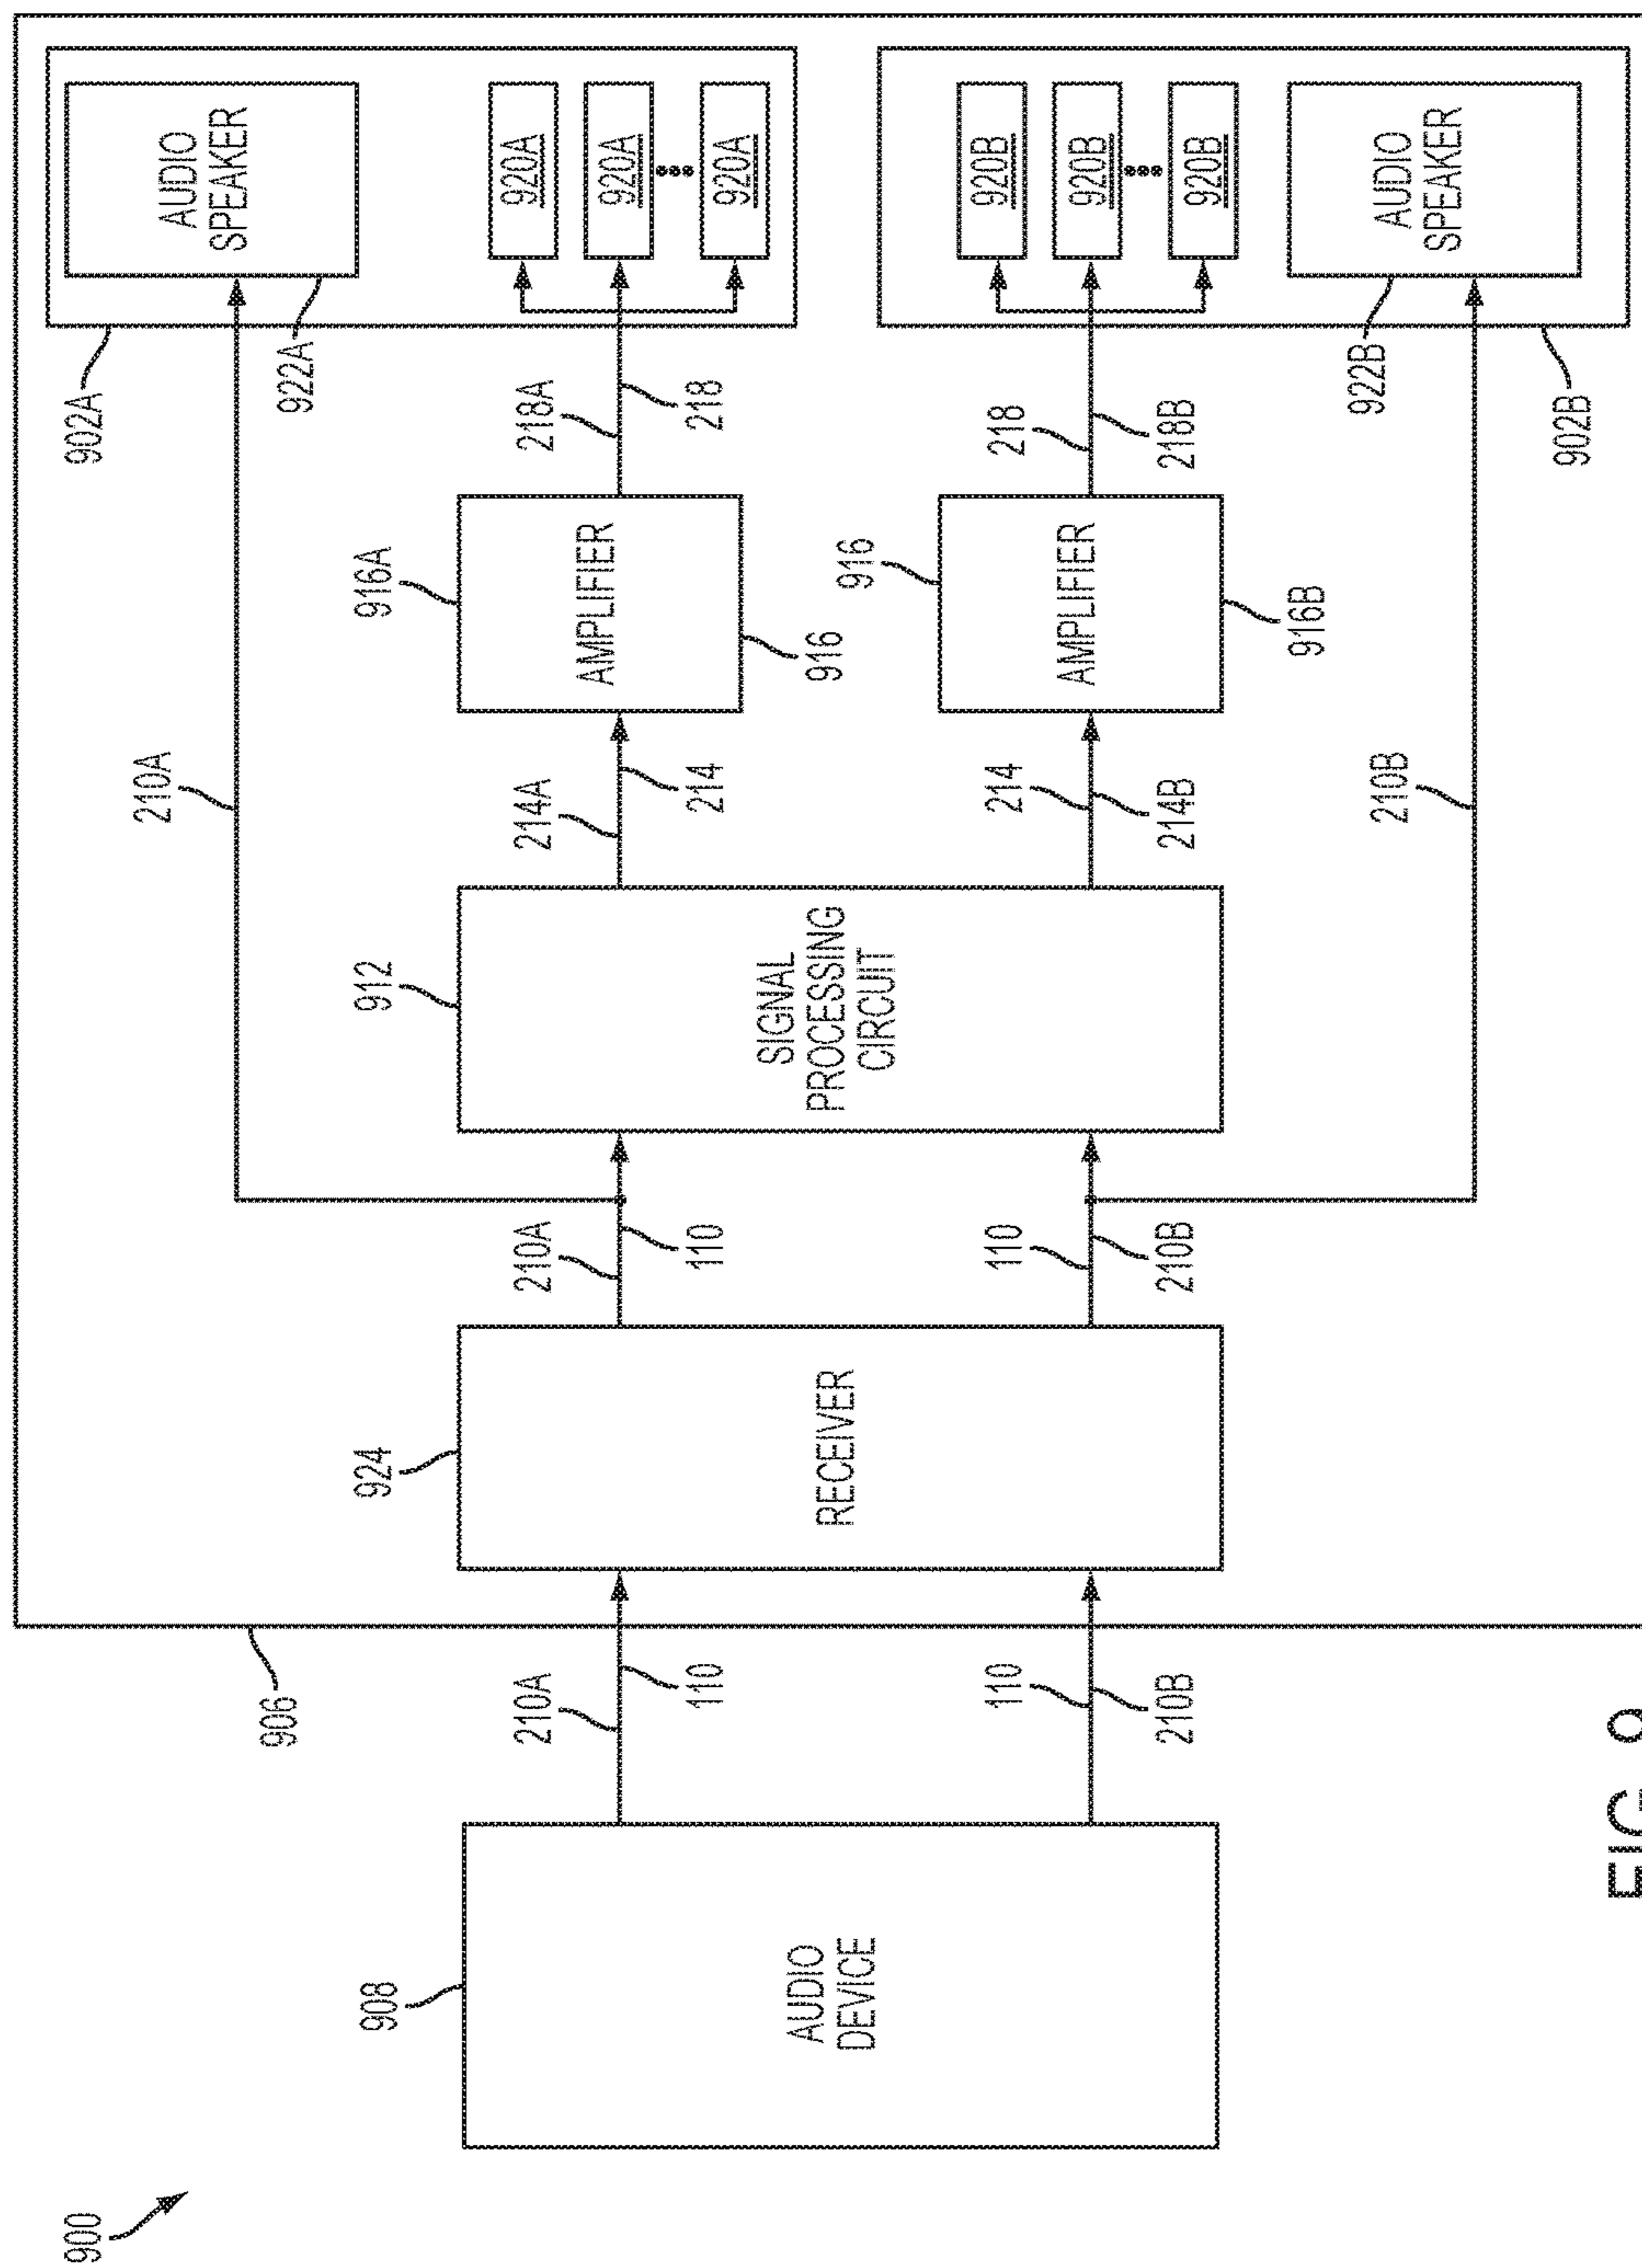 900
906
902A
AUDIO
SPEAKER
922A
210A
908
AUDIO
DEVICE
210A
110
110
210B
924
RECEIVER
210A
110
110
210B
912
SIGNAL
PROCESSING
CIRCUIT
214A
214
214
214B
916A
AMPLIFIER
916
916
AMPLIFIER
916B
218A
218
218
218B
920A
920A
920A
920B
920B
920B
210B
922B
AUDIO
SPEAKER
902B
FIG. 9